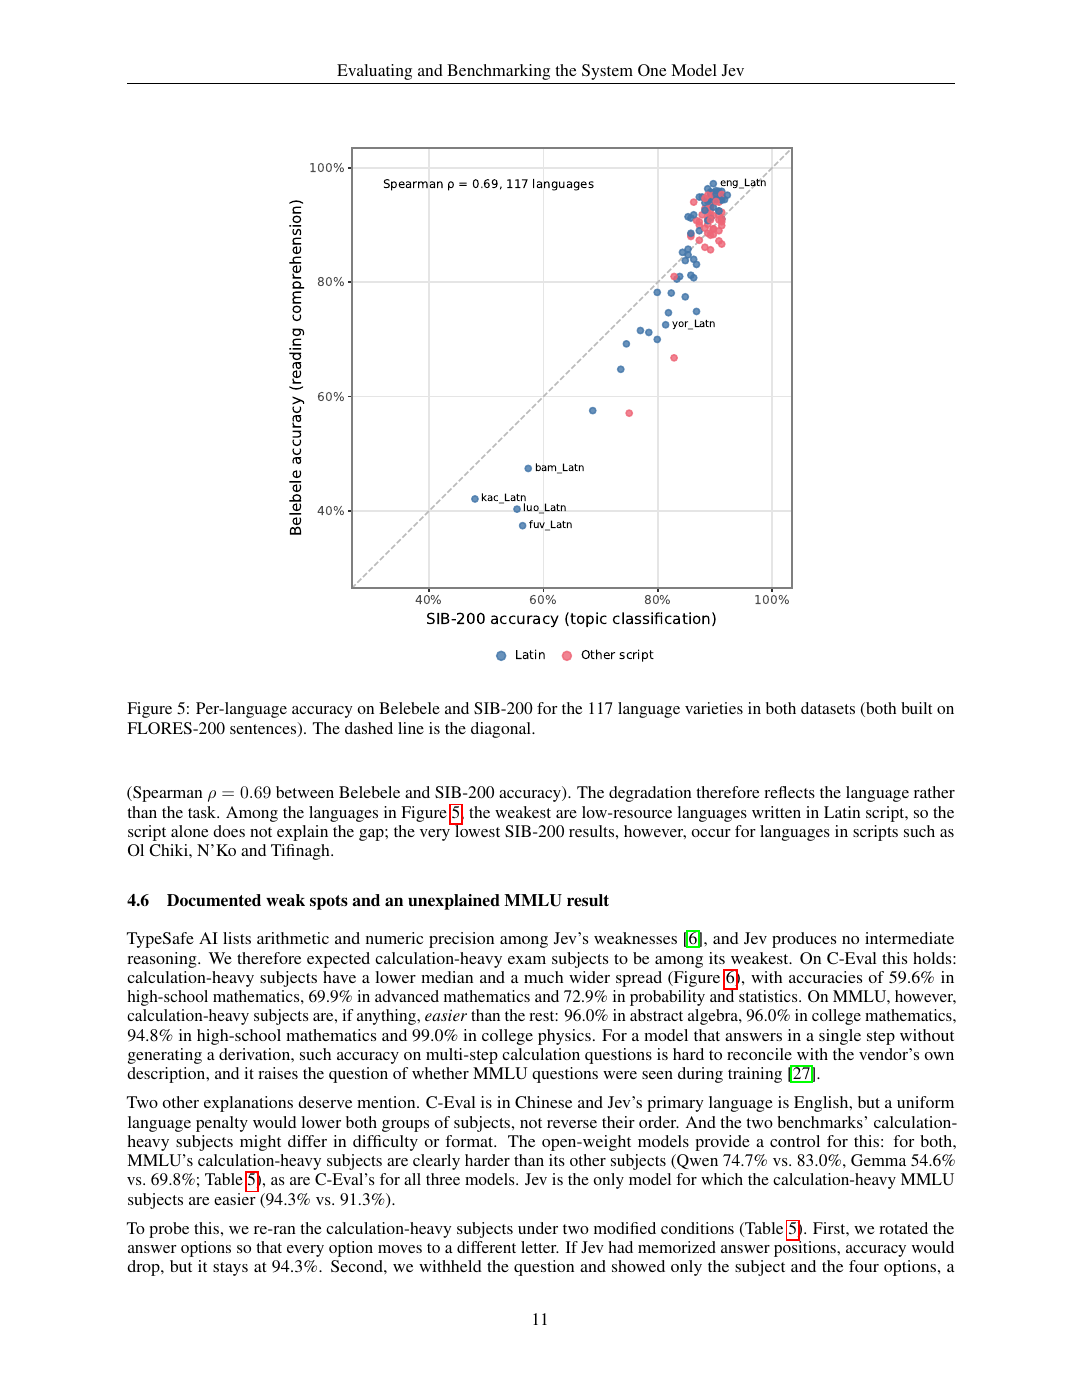 Evaluating and Benchmarking the System One Model Jev
100%
80%
60%
40%
Belebele accuracy (reading comprehension)
Spearman ρ = 0.69, 117 languages
eng_Latn
yor_Latn
bam_Latn
kac_Latn
luo_Latn
fuv_Latn
40%
60%
80%
100%
SIB-200 accuracy (topic classification)
Latin
Other script
Figure 5: Per-language accuracy on Belebele and SIB-200 for the 117 language varieties in both datasets (both built on
FLORES-200 sentences). The dashed line is the diagonal.
(Spearman ρ = 0.69 between Belebele and SIB-200 accuracy). The degradation therefore reflects the language rather
than the task. Among the languages in Figure 5, the weakest are low-resource languages written in Latin script, so the
script alone does not explain the gap; the very lowest SIB-200 results, however, occur for languages in scripts such as
Ol Chiki, N'Ko and Tifinagh.
4.6 Documented weak spots and an unexplained MMLU result
TypeSafe AI lists arithmetic and numeric precision among Jev's weaknesses [6], and Jev produces no intermediate
reasoning. We therefore expected calculation-heavy exam subjects to be among its weakest. On C-Eval this holds:
calculation-heavy subjects have a lower median and a much wider spread (Figure 6), with accuracies of 59.6% in
high-school mathematics, 69.9% in advanced mathematics and 72.9% in probability and statistics. On MMLU, however,
calculation-heavy subjects are, if anything, easier than the rest: 96.0% in abstract algebra, 96.0% in college mathematics,
94.8% in high-school mathematics and 99.0% in college physics. For a model that answers in a single step without
generating a derivation, such accuracy on multi-step calculation questions is hard to reconcile with the vendor's own
description, and it raises the question of whether MMLU questions were seen during training [27].
Two other explanations deserve mention. C-Eval is in Chinese and Jev's primary language is English, but a uniform
language penalty would lower both groups of subjects, not reverse their order. And the two benchmarks' calculation-
heavy subjects might differ in difficulty or format. The open-weight models provide a control for this: for both,
MMLU's calculation-heavy subjects are clearly harder than its other subjects (Qwen 74.7% vs. 83.0%, Gemma 54.6%
vs. 69.8%; Table 5), as are C-Eval's for all three models. Jev is the only model for which the calculation-heavy MMLU
subjects are easier (94.3% vs. 91.3%).
To probe this, we re-ran the calculation-heavy subjects under two modified conditions (Table 5). First, we rotated the
answer options so that every option moves to a different letter. If Jev had memorized answer positions, accuracy would
drop, but it stays at 94.3%. Second, we withheld the question and showed only the subject and the four options, a
11